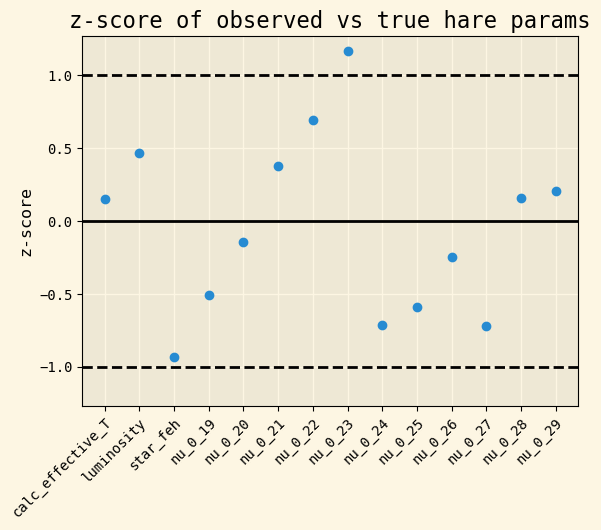 z-score of observed vs true hare params
z-score
1.0
0.5
0.0
−0.5
−1.0
calc_effective_T
luminosity
star_feh
nu_0_19
nu_0_20
nu_0_21
nu_0_22
nu_0_23
nu_0_24
nu_0_25
nu_0_26
nu_0_27
nu_0_28
nu_0_29